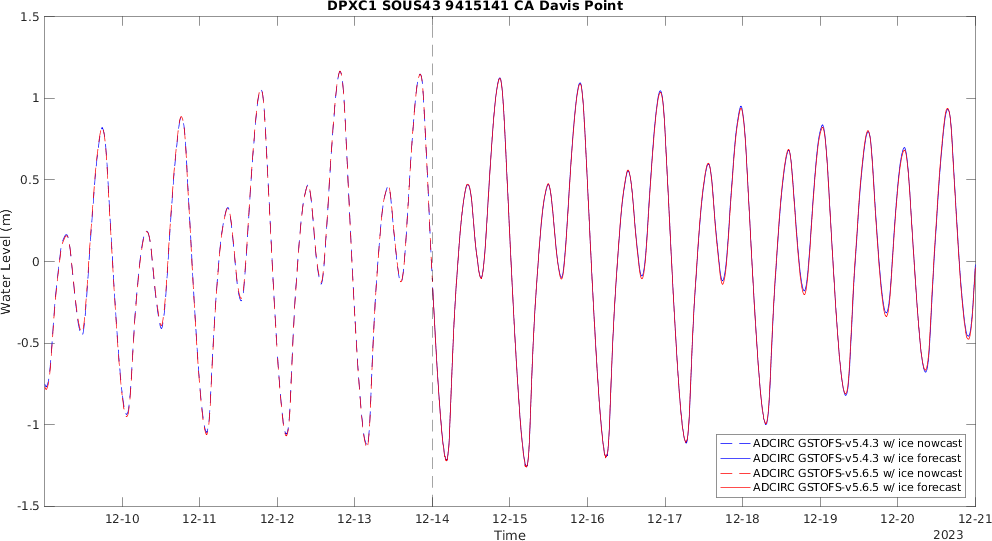 DPXC1 SOUS43 9415141 CA Davis Point
1.5
1
0.5
0
-0.5
-1
-1.5
Water Level (m)
ADCIRC GSTOFS-v5.4.3 w/ ice nowcast
ADCIRC GSTOFS-v5.4.3 w/ ice forecast
ADCIRC GSTOFS-v5.6.5 w/ ice nowcast
ADCIRC GSTOFS-v5.6.5 w/ ice forecast
12-10 12-11 12-12 12-13 12-14 12-15 12-16 12-17 12-18 12-19 12-20 12-21
Time
2023